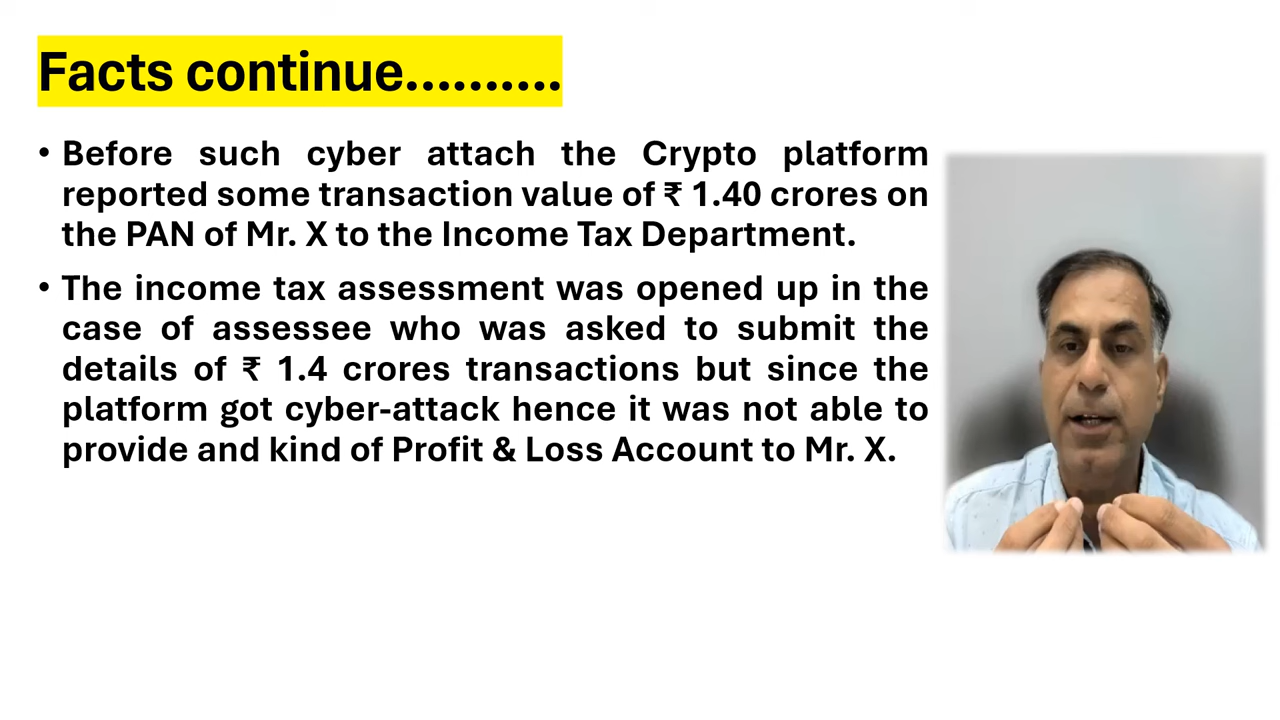 Facts continue..........
• Before such cyber attach the Crypto platform
reported some transaction value of ₹ 1.40 crores on
the PAN of Mr. X to the Income Tax Department.
• The income tax assessment was opened up in the
case of assessee who was asked to submit the
details of ₹ 1.4 crores transactions but since the
platform got cyber-attack hence it was not able to
provide and kind of Profit & Loss Account to Mr. X.